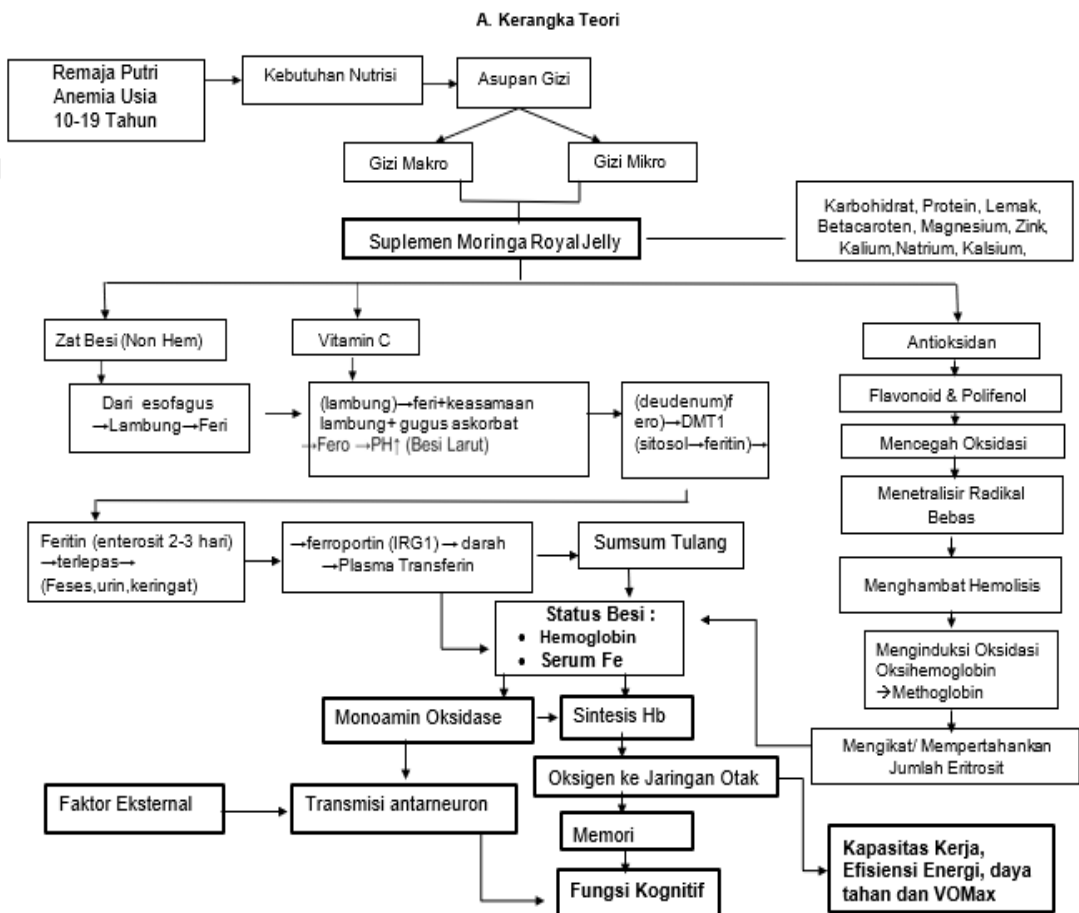 A. Kerangka Teori
Remaja Putri
Anemia Usia
10-19 Tahun
Kebutuhan Nutrisi
Asupan Gizi
Gizi Makro
Gizi Mikro
Karbohidrat, Protein, Lemak,
Betacaroten, Magnesium, Zink,
Kalium,Natrium, Kalsium,
Suplemen Moringa Royal Jelly
Zat Besi (Non Hem)
Vitamin C
Antioksidan
Dari esofagus
→Lambung→Feri
(lambung)→feri+keasamaan
lambung+ gugus askorbat
→Fero →PH↑ (Besi Larut)
(deudenum)f
ero)→DMT1
(sitosol→feritin)→
Flavonoid & Polifenol
Mencegah Oksidasi
Menetralisir Radikal
Bebas
Feritin (enterosit 2-3 hari)
→terlepas→
(Feses,urin,keringat)
→ferroportin (IRG1) → darah
→Plasma Transferin
Sumsum Tulang
Menghambat Hemolisis
Status Besi :
• Hemoglobin
• Serum Fe
Menginduksi Oksidasi
Oksihemoglobin
→Methoglobin
Monoamin Oksidase
Sintesis Hb
Mengikat/ Mempertahankan
Jumlah Eritrosit
Oksigen ke Jaringan Otak
Faktor Eksternal
Transmisi antarneuron
Memori
Kapasitas Kerja,
Efisiensi Energi, daya
tahan dan VOMax
Fungsi Kognitif